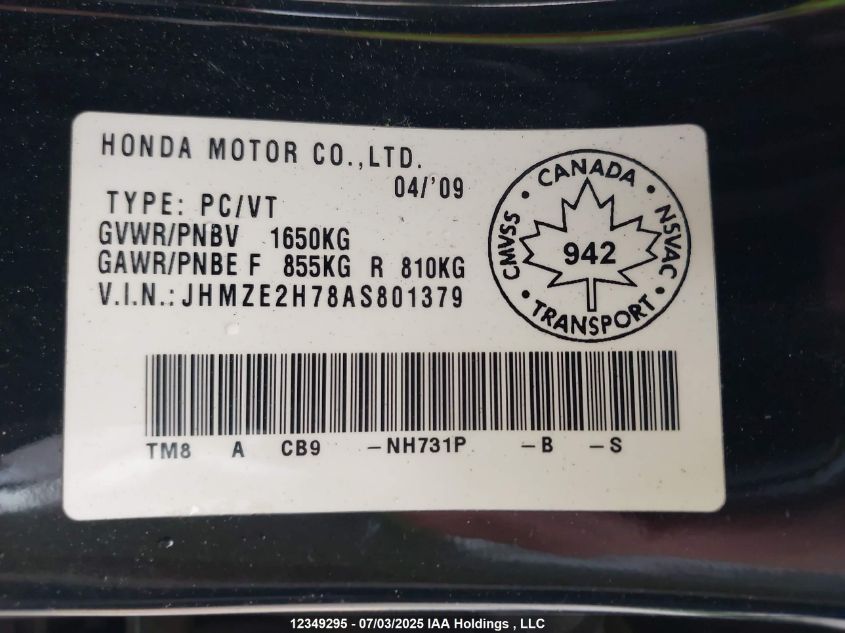 HONDA MOTOR CO.,LTD.
04/'09
TYPE: PC/VT
GVWR/PNBV 1650KG
GAWR/PNBE F 855KG R 810KG
V.I.N.:JHMZE2H78AS801379
• CANADA •
CMVSS
942
NSVAC
• TRANSPORT •
TM8 A CB9 -NH731P -B -S
12349295 - 07/03/2025 IAA Holdings , LLC